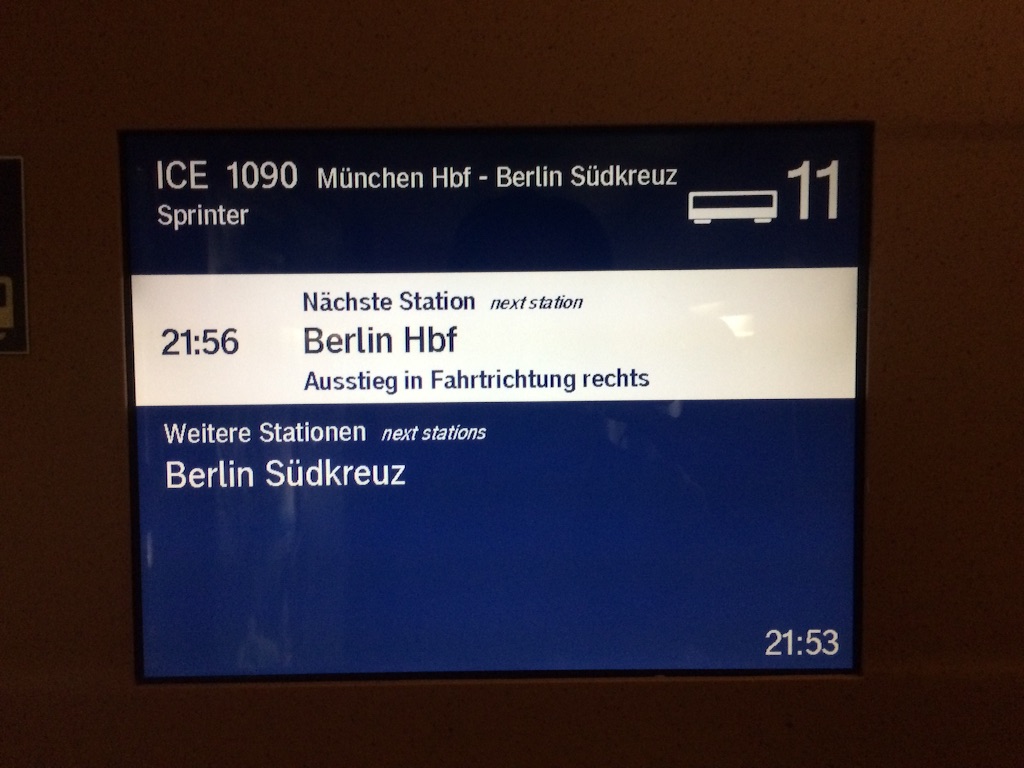 ICE 1090 München Hbf - Berlin Südkreuz 11
Sprinter
Nächste Station next station
21:56 Berlin Hbf
Ausstieg in Fahrtrichtung rechts
Weitere Stationen next stations
Berlin Südkreuz
21:53